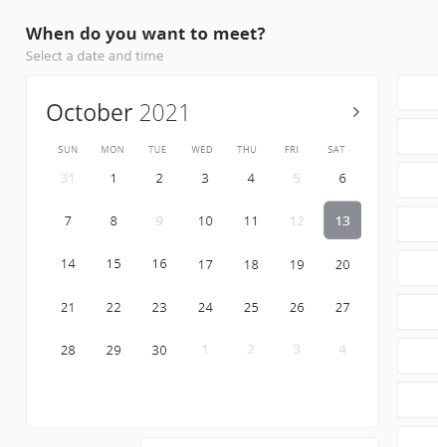 When do you want to meet?
Select a date and time
October 2021
SUN MON TUE WED THU FRI SAT
31 1 2 3 4 5 6
7 8 9 10 11 12 13
14 15 16 17 18 19 20
21 22 23 24 25 26 27
28 29 30 1 2 3 4